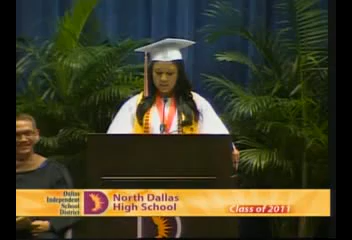 Dallas
Independent
School
District
North Dallas
High School
Class of 2011